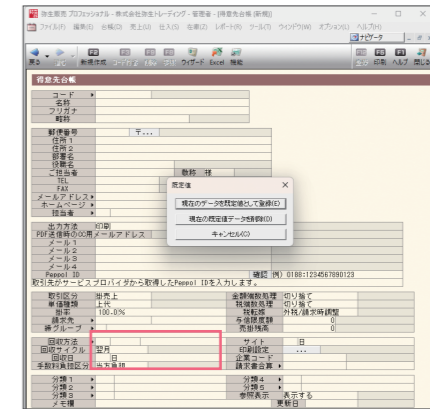 弥生販売 プロフェッショナル - 株式会社弥生トレーディング - 管理者 - [得意先台帳 (新規)]
ファイル(F) 編集(E) 台帳(D) 売上(U) 仕入(S) 在庫(Z) レポート(R) ツール(T) ウインドウ(W) オプション(L) ヘルプ(H)
ナビゲータ
F2 F3 F8
戻る 新規作成 ウィザード Excel 機能 印刷 ヘルプ 閉じる
得意先台帳
コード
名称
フリガナ
略称
郵便番号 〒...
住所1
住所2
部署名
役職名
ご担当者 敬称 様
TEL
FAX
メールアドレス
ホームページ
担当者
既定値
現在のデータを既定値として登録(E)
現在の既定値データを削除(D)
キャンセル(C)
出力方法 印刷
PDF送信時のCC用メールアドレス
メール1
メール2
メール3
メール4
Peppol ID 確認 例) 0188:1234567890123
取引先がサービスプロバイダから取得したPeppol IDを入力します。
取引区分 掛売上 金額端数処理 切り捨て
単価種類 上代 税端数処理 切り捨て
掛率 100.0% 税転嫁 外税/請求時調整
請求先 与信限度額 0
締グループ 売掛残高 0
回収方法 サイト 日
回収サイクル 翌月 印刷設定 ...
回収日 日 企業コード
手数料負担区分 当方負担 請求書合算
分類1 分類4
分類2 分類5
分類3 参照表示 表示する
メモ欄 更新日